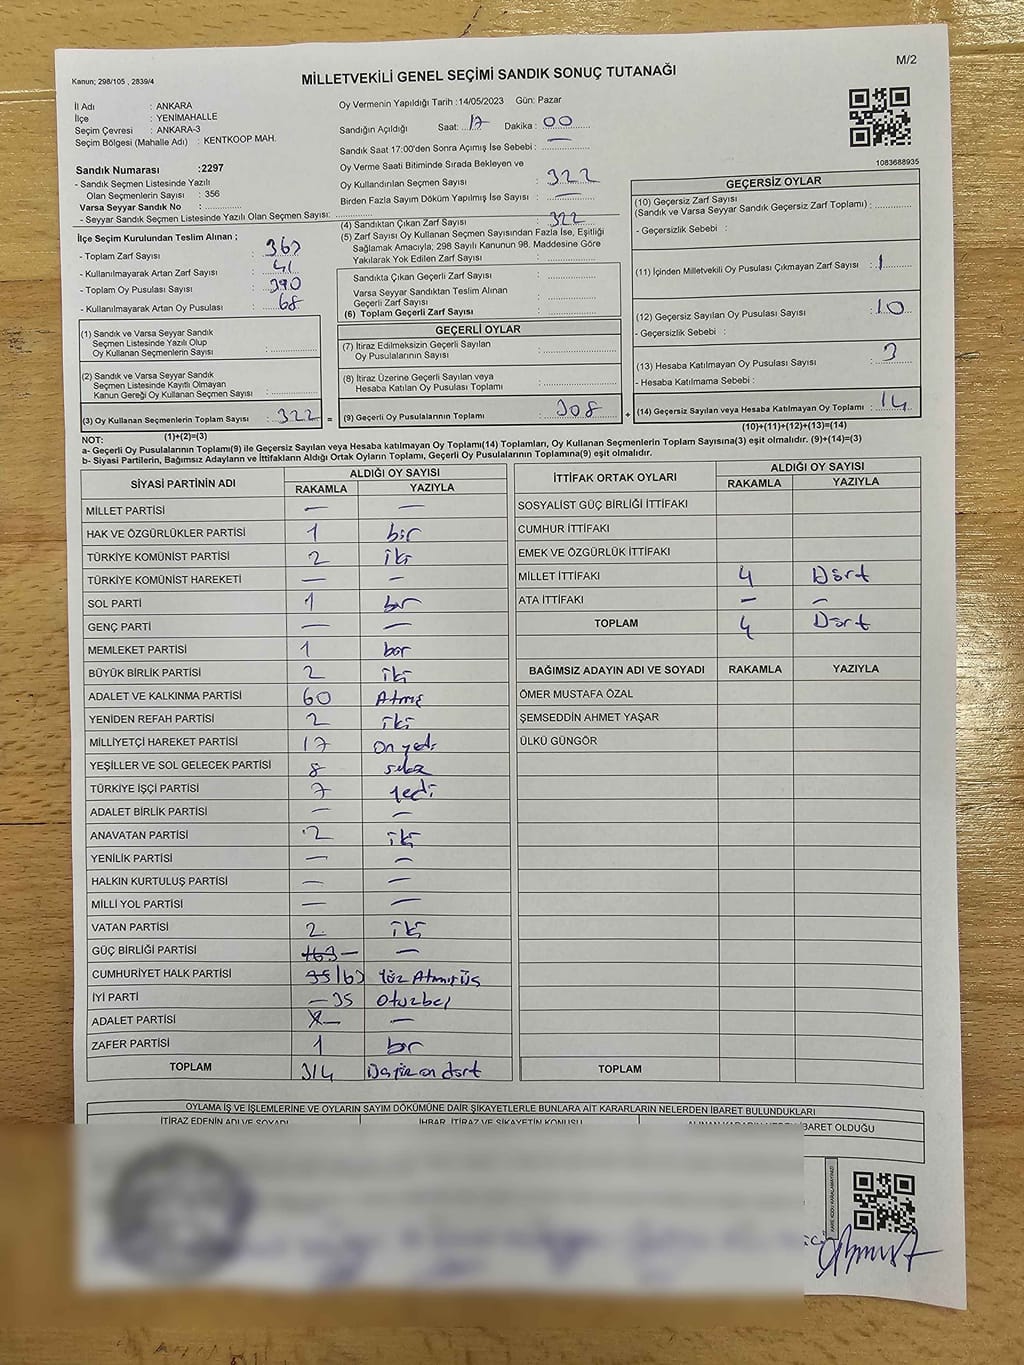 M/2
Kanun; 298/105 , 2839/4
MİLLETVEKİLİ GENEL SEÇİMİ SANDIK SONUÇ TUTANAĞI
İl Adı : ANKARA
İlçe : YENİMAHALLE
Seçim Çevresi : ANKARA-3
Seçim Bölgesi (Mahalle Adı) : KENTKOOP MAH.
Sandık Numarası :2297
- Sandık Seçmen Listesinde Yazılı
Olan Seçmenlerin Sayısı : 356
Varsa Seyyar Sandık No :
- Seyyar Sandık Seçmen Listesinde Yazılı Olan Seçmen Sayısı:
İlçe Seçim Kurulundan Teslim Alınan ;
- Toplam Zarf Sayısı : 363
- Kullanılmayarak Artan Zarf Sayısı : 41
- Toplam Oy Pusulası Sayısı : 390
- Kullanılmayarak Artan Oy Pusulası : 68
(1) Sandık ve Varsa Seyyar Sandık
Seçmen Listesinde Yazılı Olup
Oy Kullanan Seçmenlerin Sayısı :
(2) Sandık ve Varsa Seyyar Sandık
Seçmen Listesinde Kayıtlı Olmayan
Kanun Gereği Oy Kullanan Seçmen Sayısı :
(3) Oy Kullanan Seçmenlerin Toplam Sayısı : 322 =
(1)+(2)=(3)
Oy Vermenin Yapıldığı Tarih :14/05/2023 Gün: Pazar
Sandığın Açıldığı Saat: 17 Dakika : 00
Sandık Saat 17:00'den Sonra Açmış İse Sebebi : —
Oy Verme Saati Bitiminde Sırada Bekleyen ve
Oy Kullandırılan Seçmen Sayısı : 322
Birden Fazla Sayım Döküm Yapılmış İse Sayısı : —
(4) Sandıktan Çıkan Zarf Sayısı : 322
(5) Zarf Sayısı Oy Kullanan Seçmen Sayısından Fazla İse, Eşitliği
Sağlamak Amacıyla; 298 Sayılı Kanunun 98. Maddesine Göre
Yakılarak Yok Edilen Zarf Sayısı :
Sandıkta Çıkan Geçerli Zarf Sayısı :
Varsa Seyyar Sandıktan Teslim Alınan
Geçerli Zarf Sayısı :
(6) Toplam Geçerli Zarf Sayısı :
GEÇERLİ OYLAR
(7) İtiraz Edilmeksizin Geçerli Sayılan
Oy Pusulalarının Sayısı :
(8) İtiraz Üzerine Geçerli Sayılan veya
Hesaba Katılan Oy Pusulası Toplamı :
(9) Geçerli Oy Pusulalarının Toplamı : 308 +
1083688935
GEÇERSİZ OYLAR
(10) Geçersiz Zarf Sayısı
(Sandık ve Varsa Seyyar Sandık Geçersiz Zarf Toplamı) :
- Geçersizlik Sebebi :
(11) İçinden Milletvekili Oy Pusulası Çıkmayan Zarf Sayısı : 1
(12) Geçersiz Sayılan Oy Pusulası Sayısı : 10
- Geçersizlik Sebebi :
(13) Hesaba Katılmayan Oy Pusulası Sayısı : 3
- Hesaba Katılmama Sebebi :
(14) Geçersiz Sayılan veya Hesaba Katılmayan Oy Toplamı : 14
(10)+(11)+(12)+(13)=(14)
NOT:
a- Geçerli Oy Pusulalarının Toplamı(9) ile Geçersiz Sayılan veya Hesaba katılmayan Oy Toplamı(14) Toplamları, Oy Kullanan Seçmenlerin Toplam Sayısına(3) eşit olmalıdır. (9)+(14)=(3)
b- Siyasi Partilerin, Bağımsız Adayların ve İttifakların Aldığı Ortak Oyların Toplamı, Geçerli Oy Pusulalarının Toplamına(9) eşit olmalıdır.
SİYASİ PARTİNİN ADI ALDIĞI OY SAYISI
RAKAMLA YAZIYLA
MİLLET PARTİSİ — —
HAK VE ÖZGÜRLÜKLER PARTİSİ 1 bir
TÜRKİYE KOMÜNİST PARTİSİ 2 iki
TÜRKİYE KOMÜNİST HAREKETİ — —
SOL PARTİ 1 bir
GENÇ PARTİ — —
MEMLEKET PARTİSİ 1 bir
BÜYÜK BİRLİK PARTİSİ 2 iki
ADALET VE KALKINMA PARTİSİ 60 Atmış
YENİDEN REFAH PARTİSİ 2 iki
MİLLİYETÇİ HAREKET PARTİSİ 17 on yedi
YEŞİLLER VE SOL GELECEK PARTİSİ 8 sekiz
TÜRKİYE İŞÇİ PARTİSİ 7 yedi
ADALET BİRLİK PARTİSİ — —
ANAVATAN PARTİSİ 2 iki
YENİLİK PARTİSİ — —
HALKIN KURTULUŞ PARTİSİ — —
MİLLİ YOL PARTİSİ — —
VATAN PARTİSİ 2 iki
GÜÇ BİRLİĞİ PARTİSİ 163 — —
CUMHURİYET HALK PARTİSİ 35 163 Yüz Atmış Üç
İYİ PARTİ — 35 Otuzbeş
ADALET PARTİSİ — —
ZAFER PARTİSİ 1 bir
TOPLAM 314 Üçyüz on dört
İTTİFAK ORTAK OYLARI ALDIĞI OY SAYISI
RAKAMLA YAZIYLA
SOSYALİST GÜÇ BİRLİĞİ İTTİFAKI
CUMHUR İTTİFAKI
EMEK VE ÖZGÜRLÜK İTTİFAKI
MİLLET İTTİFAKI 4 Dört
ATA İTTİFAKI — —
TOPLAM 4 Dört
BAĞIMSIZ ADAYIN ADI VE SOYADI RAKAMLA YAZIYLA
ÖMER MUSTAFA ÖZAL
ŞEMSEDDİN AHMET YAŞAR
ÜLKÜ GÜNGÖR
TOPLAM
OYLAMA İŞ VE İŞLEMLERİNE VE OYLARIN SAYIM DÖKÜMÜNE DAİR ŞİKAYETLERLE BUNLARA AİT KARARLARIN NELERDEN İBARET BULUNDUKLARI
İTİRAZ EDENİN ADI VE SOYADI İHBAR, İTİRAZ VE ŞİKAYETİN KONUSU ALINAN KARARIN NEDEN İBARET OLDUĞU
KARE KODU KARALAMAYINIZ!